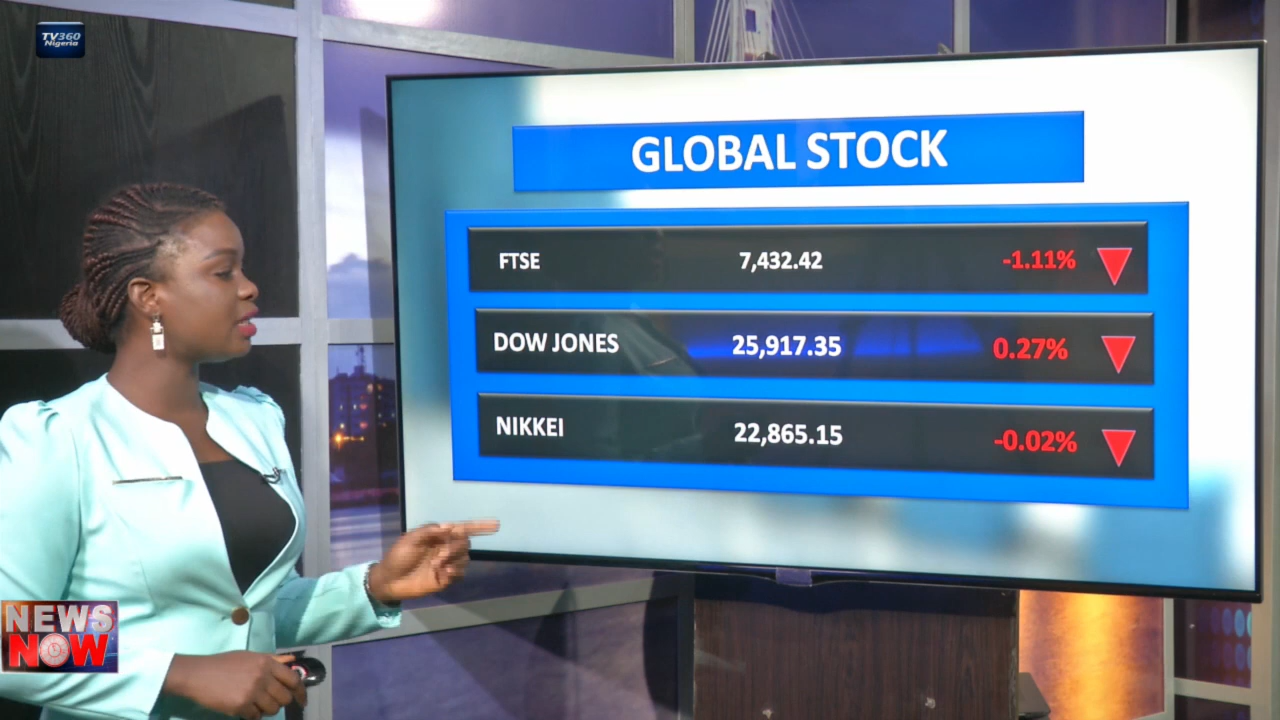 TV360
Nigeria
GLOBAL STOCK
FTSE 7,432.42 -1.11%
DOW JONES 25,917.35 0.27%
NIKKEI 22,865.15 -0.02%
NEWS
NOW